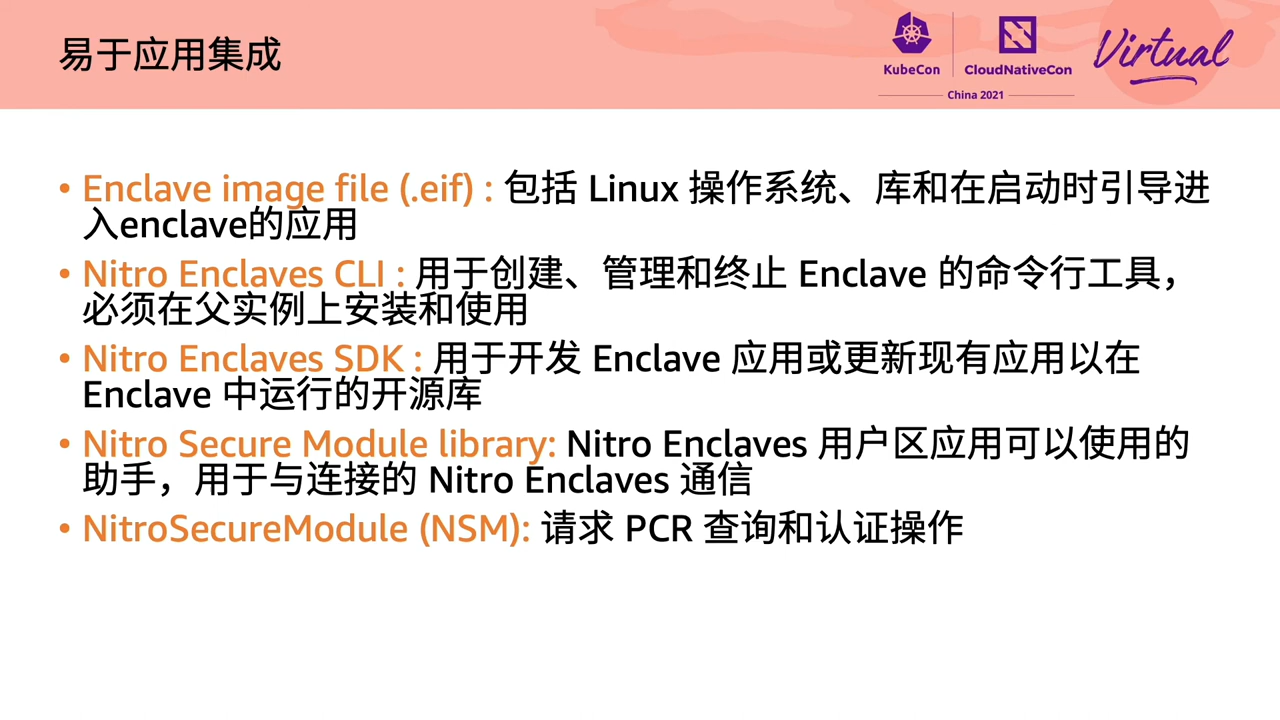 易于应用集成
KubeCon
CloudNativeCon
China 2021
Virtual
• Enclave image file (.eif) : 包括 Linux 操作系统、库和在启动时引导进
入enclave的应用
• Nitro Enclaves CLI : 用于创建、管理和终止 Enclave 的命令行工具，
必须在父实例上安装和使用
• Nitro Enclaves SDK : 用于开发 Enclave 应用或更新现有应用以在
Enclave 中运行的开源库
• Nitro Secure Module library: Nitro Enclaves 用户区应用可以使用的
助手，用于与连接的 Nitro Enclaves 通信
• NitroSecureModule (NSM): 请求 PCR 查询和认证操作